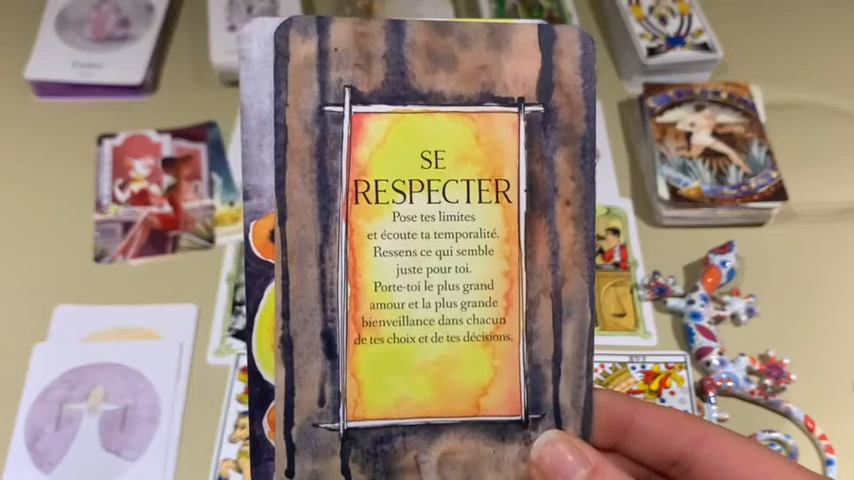 SE
RESPECTER
Pose tes limites
et écoute ta temporalité.
Ressens ce qui semble
juste pour toi.
Porte-toi le plus grand
amour et la plus grande
bienveillance dans chacun
de tes choix et de tes décisions.